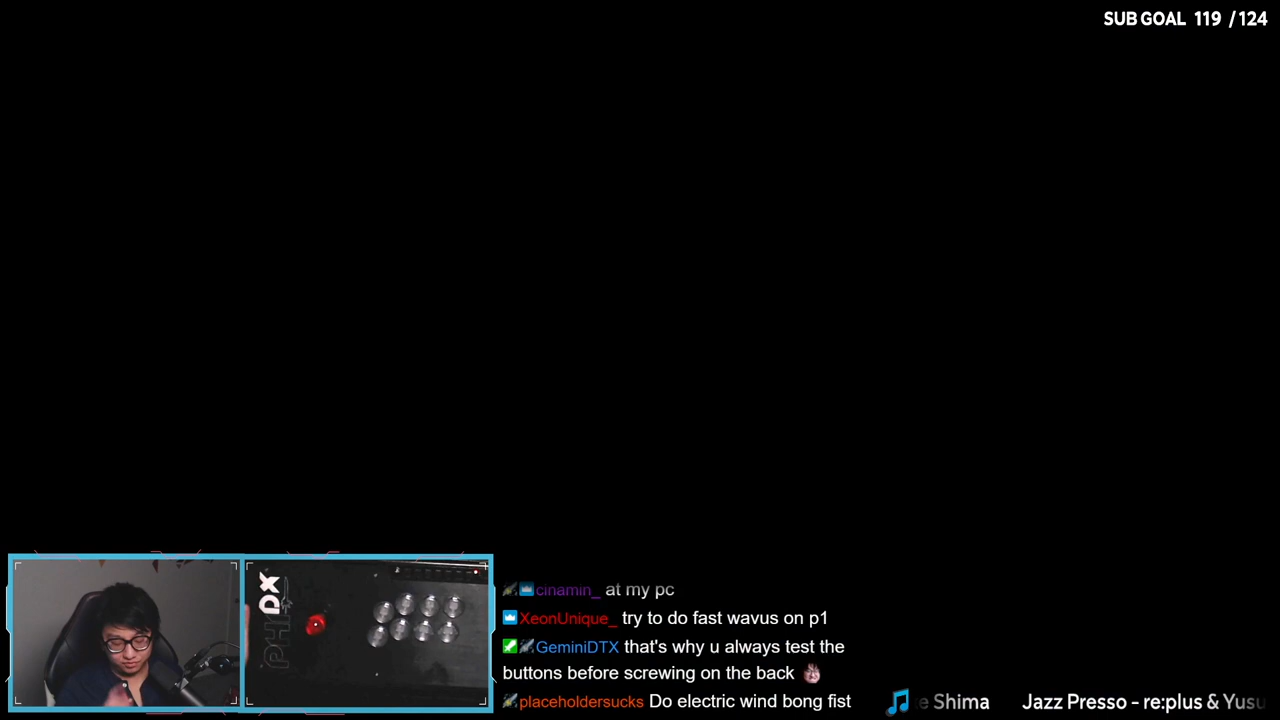 SUB GOAL 119 / 124
DX
cinamin_ at my pc
XeonUnique_ try to do fast wavus on p1
GeminiDTX that's why u always test the
buttons before screwing on the back
placeholdersucks Do electric wind bong fist
e Shima Jazz Presso - re:plus & Yusu